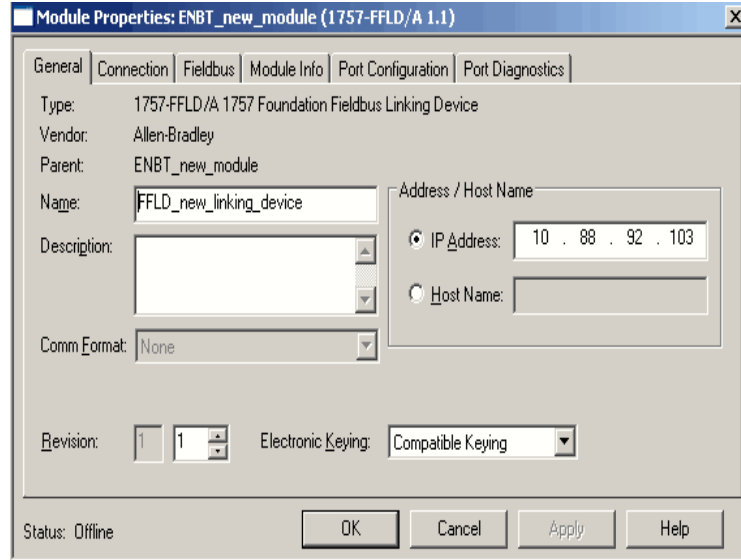 Module Properties: ENBT_new_module (1757-FFLD/A 1.1)
General Connection Fieldbus Module Info Port Configuration Port Diagnostics
Type: 1757-FFLD/A 1757 Foundation Fieldbus Linking Device
Vendor: Allen-Bradley
Parent: ENBT_new_module
Name: FFLD_new_linking_device
Description:
Comm Format: None
Address / Host Name
IP Address: 10 . 88 . 92 . 103
Host Name:
Revision: 1 1 Electronic Keying: Compatible Keying
Status: Offline OK Cancel Apply Help